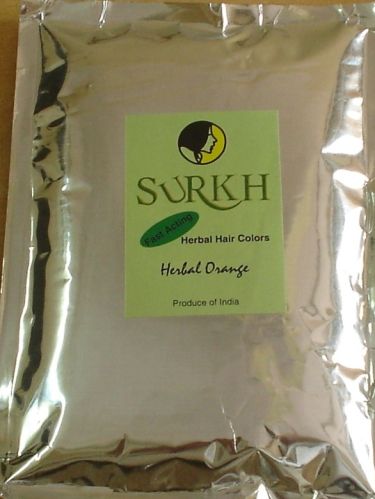 SURKH
Fast Acting
Herbal Hair Colors
Herbal Orange
Produce of India